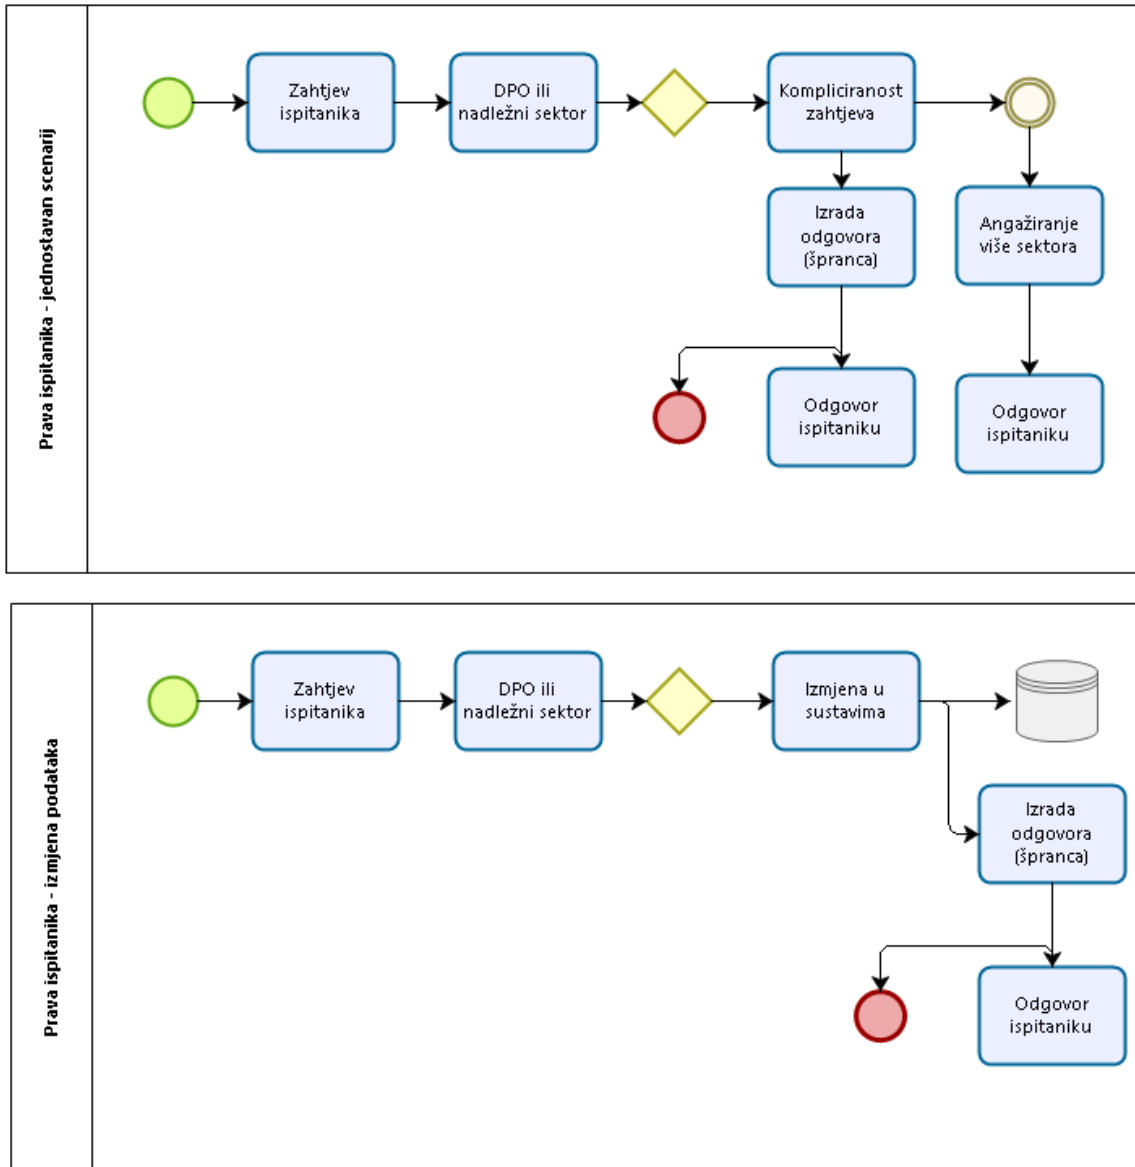 Prava ispitanika - jednostavan scenarij
Zahtjev
ispitanika
DPO ili
nadležni sektor
Kompliciranost
zahtjeva
Izrada
odgovora
(špranca)
Angažiranje
više sektora
Odgovor
ispitaniku
Odgovor
ispitaniku
Prava ispitanika - izmjena podataka
Zahtjev
ispitanika
DPO ili
nadležni sektor
Izmjena u
sustavima
Izrada
odgovora
(špranca)
Odgovor
ispitaniku